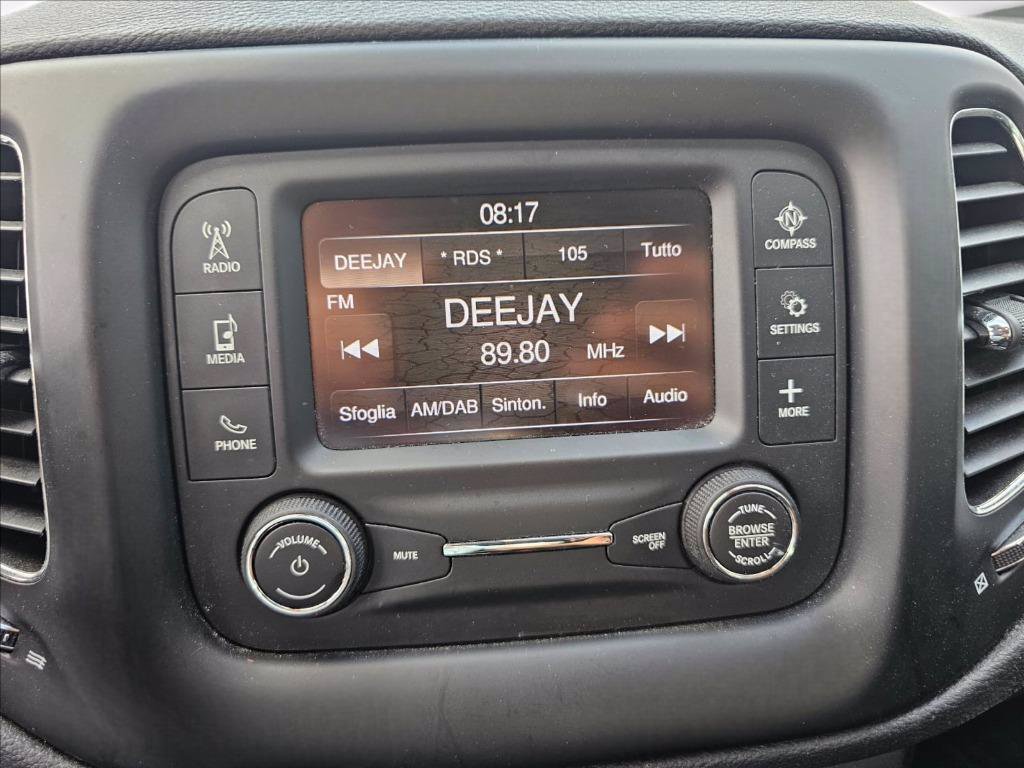 08:17
DEEJAY * RDS * 105 Tutto
FM
DEEJAY
89.80 MHz
Sfoglia AM/DAB Sinton. Info Audio
RADIO
MEDIA
PHONE
N
COMPASS
SETTINGS
MORE
VOLUME
MUTE
SCREEN
OFF
TUNE
BROWSE
ENTER
SCROLL